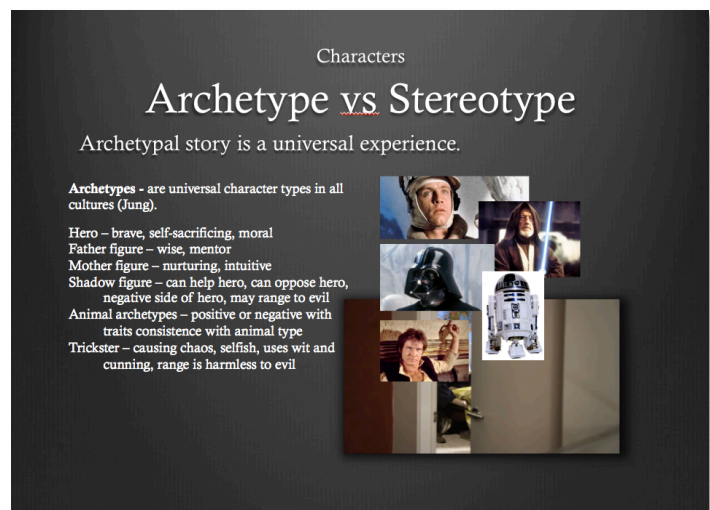 Characters
Archetype vs Stereotype
Archetypal story is a universal experience.
Archetypes - are universal character types in all
cultures (Jung).
Hero – brave, self-sacrificing, moral
Father figure – wise, mentor
Mother figure – nurturing, intuitive
Shadow figure – can help hero, can oppose hero,
negative side of hero, may range to evil
Animal archetypes – positive or negative with
traits consistence with animal type
Trickster – causing chaos, selfish, uses wit and
cunning, range is harmless to evil